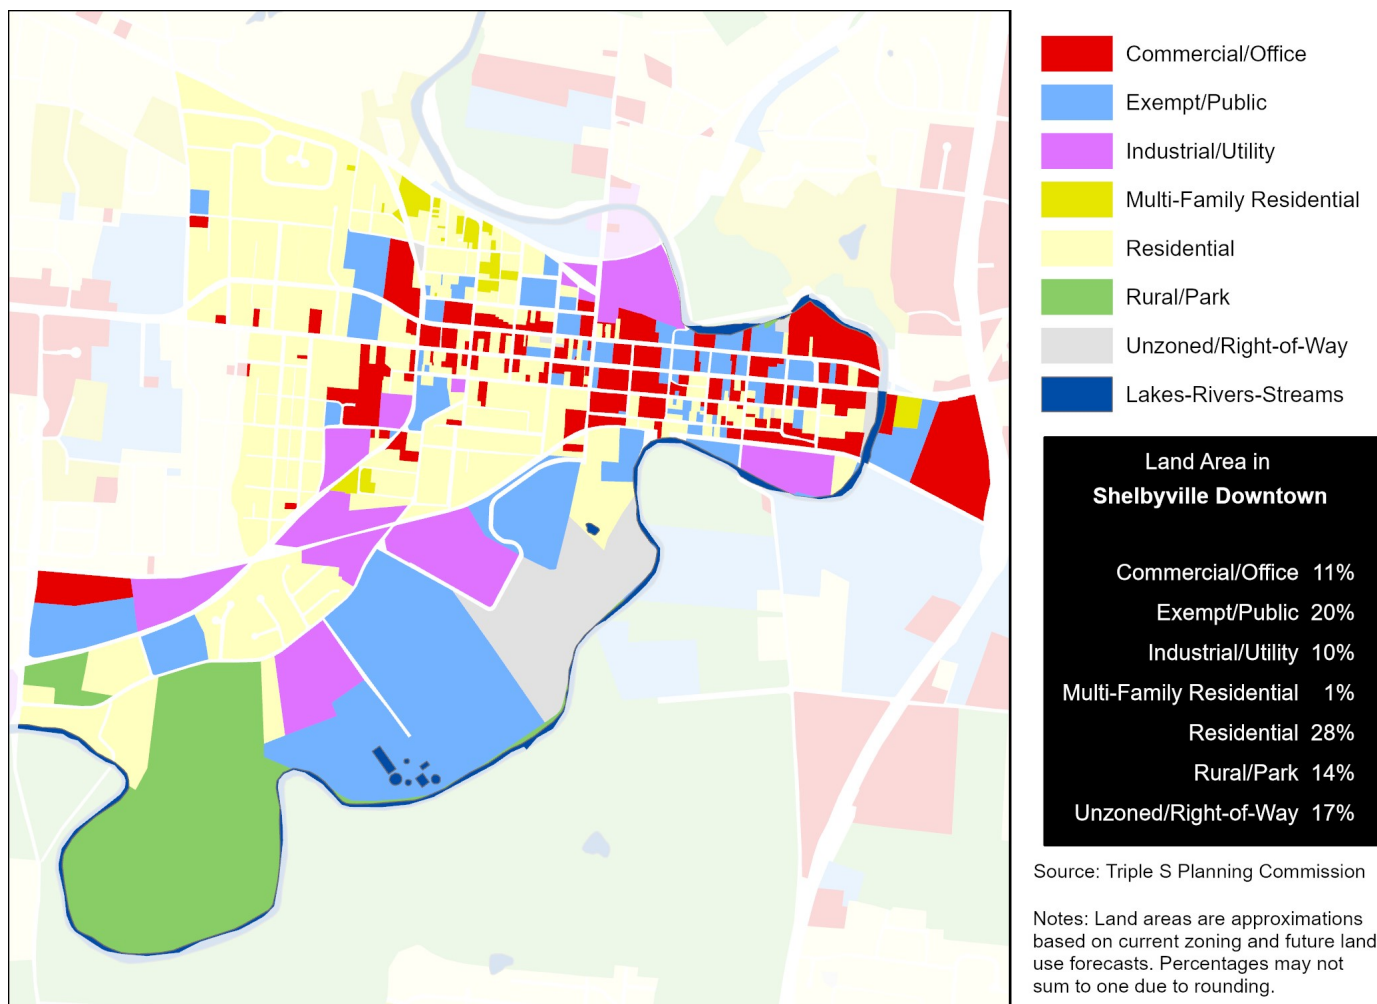 Commercial/Office
Exempt/Public
Industrial/Utility
Multi-Family Residential
Residential
Rural/Park
Unzoned/Right-of-Way
Lakes-Rivers-Streams
Land Area in
Shelbyville Downtown
Commercial/Office 11%
Exempt/Public 20%
Industrial/Utility 10%
Multi-Family Residential 1%
Residential 28%
Rural/Park 14%
Unzoned/Right-of-Way 17%
Source: Triple S Planning Commission
Notes: Land areas are approximations
based on current zoning and future land
use forecasts. Percentages may not
sum to one due to rounding.